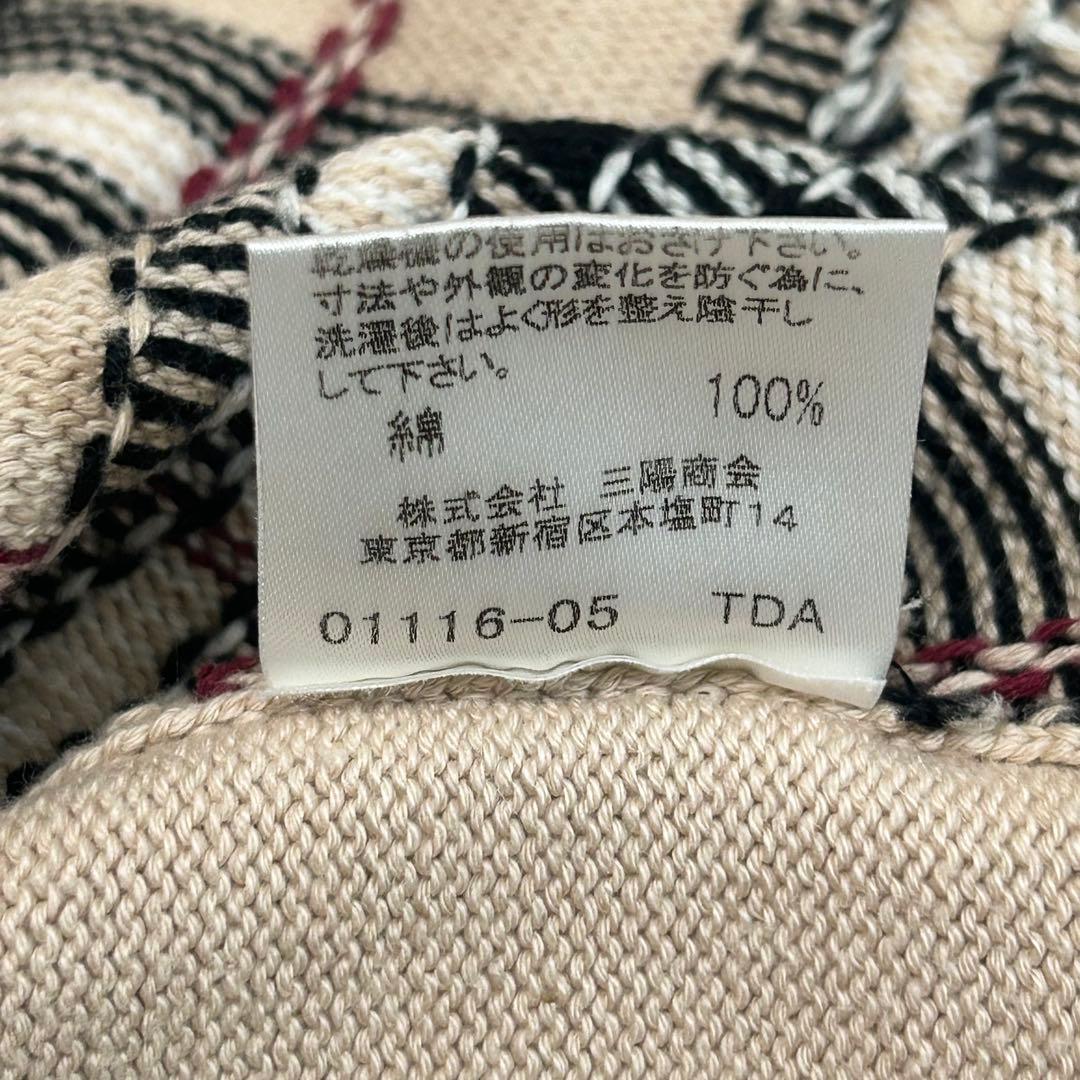 乾燥機の使用はおさけ下さい。
寸法や外観の変化を防ぐ為に、
洗濯後はよく形を整え陰干し
して下さい。
綿 100%
株式会社 三陽商会
東京都新宿区本塩町14
01116-05 TDA